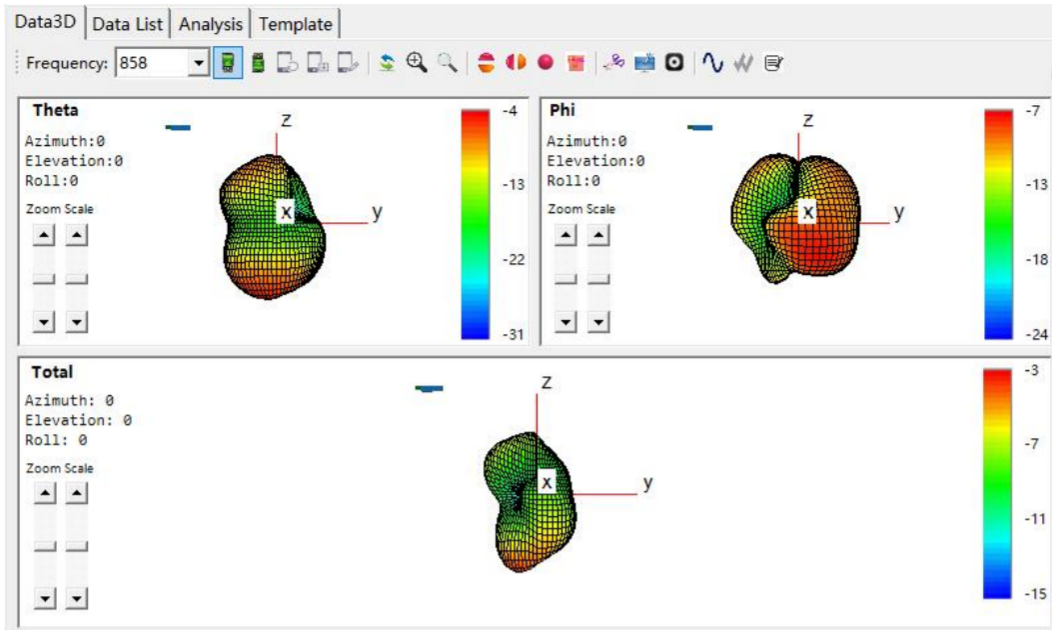 Data3D Data List Analysis Template
Frequency: 858
Theta
Azimuth:0
Elevation:0
Roll:0
Zoom Scale
z
x
y
-4
-13
-22
-31
Phi
Azimuth:0
Elevation:0
Roll:0
Zoom Scale
z
x
y
-7
-13
-18
-24
Total
Azimuth: 0
Elevation: 0
Roll: 0
Zoom Scale
z
x
y
-3
-7
-11
-15